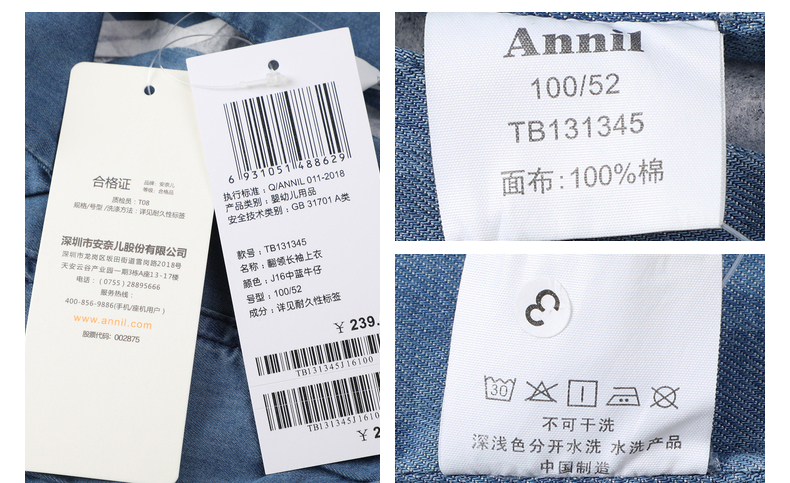 合格证
品牌：安奈儿
等级：合格品
质检员：T08
规格/号型/洗涤方法：详见耐久性标签
深圳市安奈儿股份有限公司
深圳市龙岗区坂田街道雪岗路2018号
天安云谷产业园一期3栋A座13-17楼
电话：（0755）28895666
服务热线：
400-856-9886(手机/座机用户)
www.annil.com
股票代码：002875
6 931051 488629
执行标准：Q/ANNIL 011-2018
产品类别：婴幼儿用品
安全技术类别：GB 31701 A类
款号：TB131345
名称：翻领长袖上衣
颜色：J16中蓝牛仔
号型：100/52
成分：详见耐久性标签
¥ 239.
TB131345J16100
TB131345J16100
¥ 2
Annil
100/52
TB131345
面布：100%棉
3
30
不可干洗
深浅色分开水洗 水洗产品
中国制造